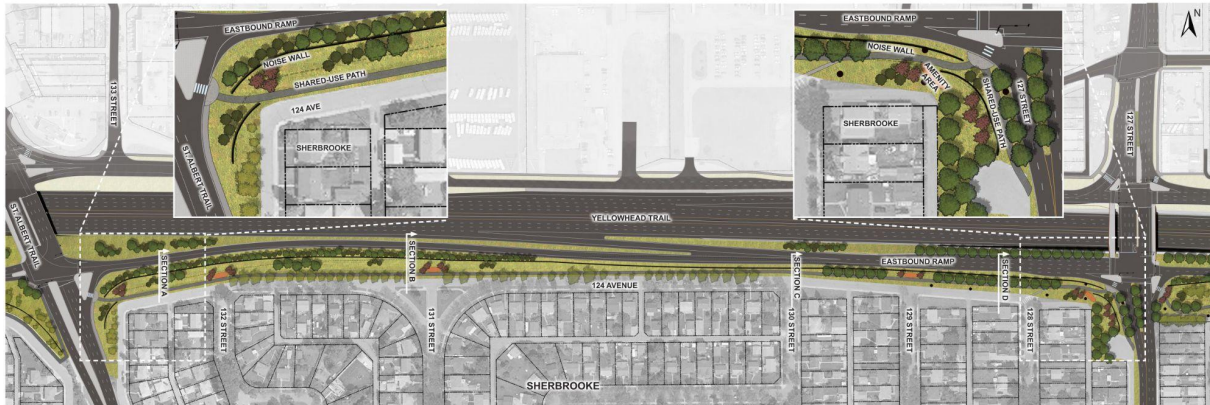 133 STREET
ST. ALBERT TRAIL
EASTBOUND RAMP
NOISE WALL
SHARED-USE PATH
124 AVE
SHERBROOKE
ST. ALBERT TRAIL
EASTBOUND RAMP
NOISE WALL
AMENITY
AREA
SHARED-USE PATH
127 STREET
SHERBROOKE
N
127 STREET
YELLOWHEAD TRAIL
SECTION A
SECTION B
SECTION C
SECTION D
EASTBOUND RAMP
124 AVENUE
132 STREET
131 STREET
130 STREET
129 STREET
128 STREET
SHERBROOKE